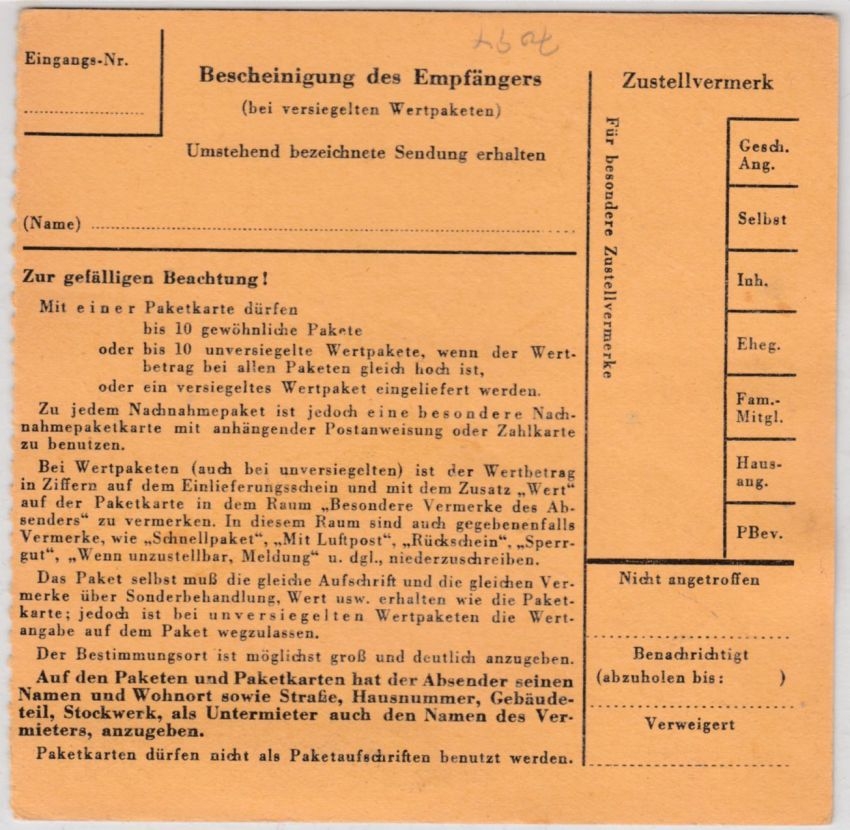 Eingangs-Nr.
Bescheinigung des Empfängers
(bei versiegelten Wertpaketen)
Umstehend bezeichnete Sendung erhalten
(Name)
Zur gefälligen Beachtung!
Mit einer Paketkarte dürfen
bis 10 gewöhnliche Pakete
oder bis 10 unversiegelte Wertpakete, wenn der Wert-
betrag bei allen Paketen gleich hoch ist,
oder ein versiegeltes Wertpaket eingeliefert werden.
Zu jedem Nachnahmepaket ist jedoch eine besondere Nach-
nahmepaketkarte mit anhängender Postanweisung oder Zahlkarte
zu benutzen.
Bei Wertpaketen (auch bei unversiegelten) ist der Wertbetrag
in Ziffern auf dem Einlieferungsschein und mit dem Zusatz „Wert“
auf der Paketkarte in dem Raum „Besondere Vermerke des Ab-
senders“ zu vermerken. In diesem Raum sind auch gegebenenfalls
Vermerke, wie „Schnellpaket“, „Mit Luftpost“, „Rückschein“, „Sperr-
gut“, „Wenn unzustellbar, Meldung“ u. dgl., niederzuschreiben.
Das Paket selbst muß die gleiche Aufschrift und die gleichen Ver-
merke über Sonderbehandlung, Wert usw. erhalten wie die Paket-
karte; jedoch ist bei unversiegelten Wertpaketen die Wert-
angabe auf dem Paket wegzulassen.
Der Bestimmungsort ist möglichst groß und deutlich anzugeben.
Auf den Paketen und Paketkarten hat der Absender seinen
Namen und Wohnort sowie Straße, Hausnummer, Gebäude-
teil, Stockwerk, als Untermieter auch den Namen des Ver-
mieters, anzugeben.
Paketkarten dürfen nicht als Paketaufschriften benutzt werden.
Zustellvermerk
Für besondere Zustellvermerke
Gesch.
Ang.
Selbst
Inh.
Eheg.
Fam.-
Mitgl.
Haus-
ang.
PBev.
Nicht angetroffen
Benachrichtigt
(abzuholen bis: )
Verweigert